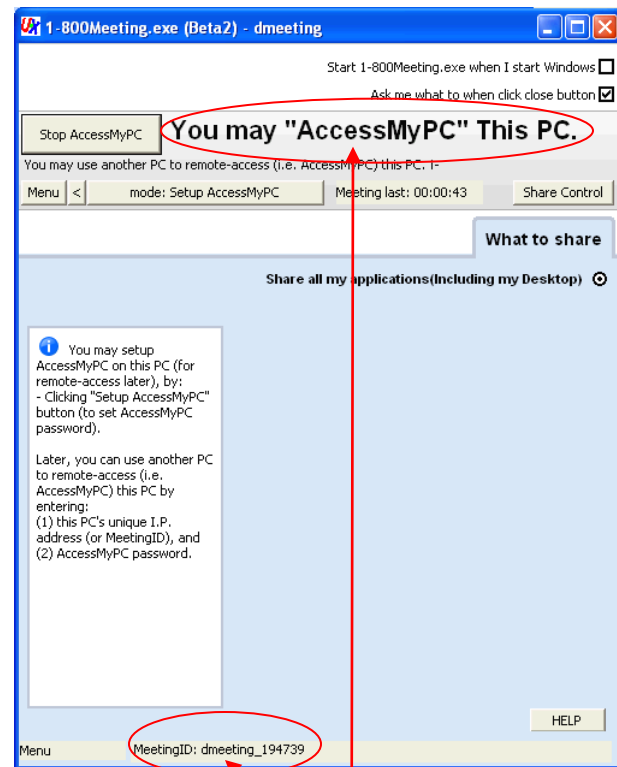 1-800Meeting.exe (Beta2) - dmeeting
Start 1-800Meeting.exe when I start Windows
Ask me what to when click close button
Stop AccessMyPC
You may "AccessMyPC" This PC.
You may use another PC to remote-access (i.e. AccessMyPC) this PC. I-
Menu < mode: Setup AccessMyPC Meeting last: 00:00:43 Share Control
What to share
Share all my applications(Including my Desktop)
You may setup
AccessMyPC on this PC (for
remote-access later), by:
- Clicking "Setup AccessMyPC"
button (to set AccessMyPC
password).
Later, you can use another PC
to remote-access (i.e.
AccessMyPC) this PC by
entering:
(1) this PC's unique I.P.
address (or MeetingID), and
(2) AccessMyPC password.
HELP
Menu MeetingID: dmeeting_194739